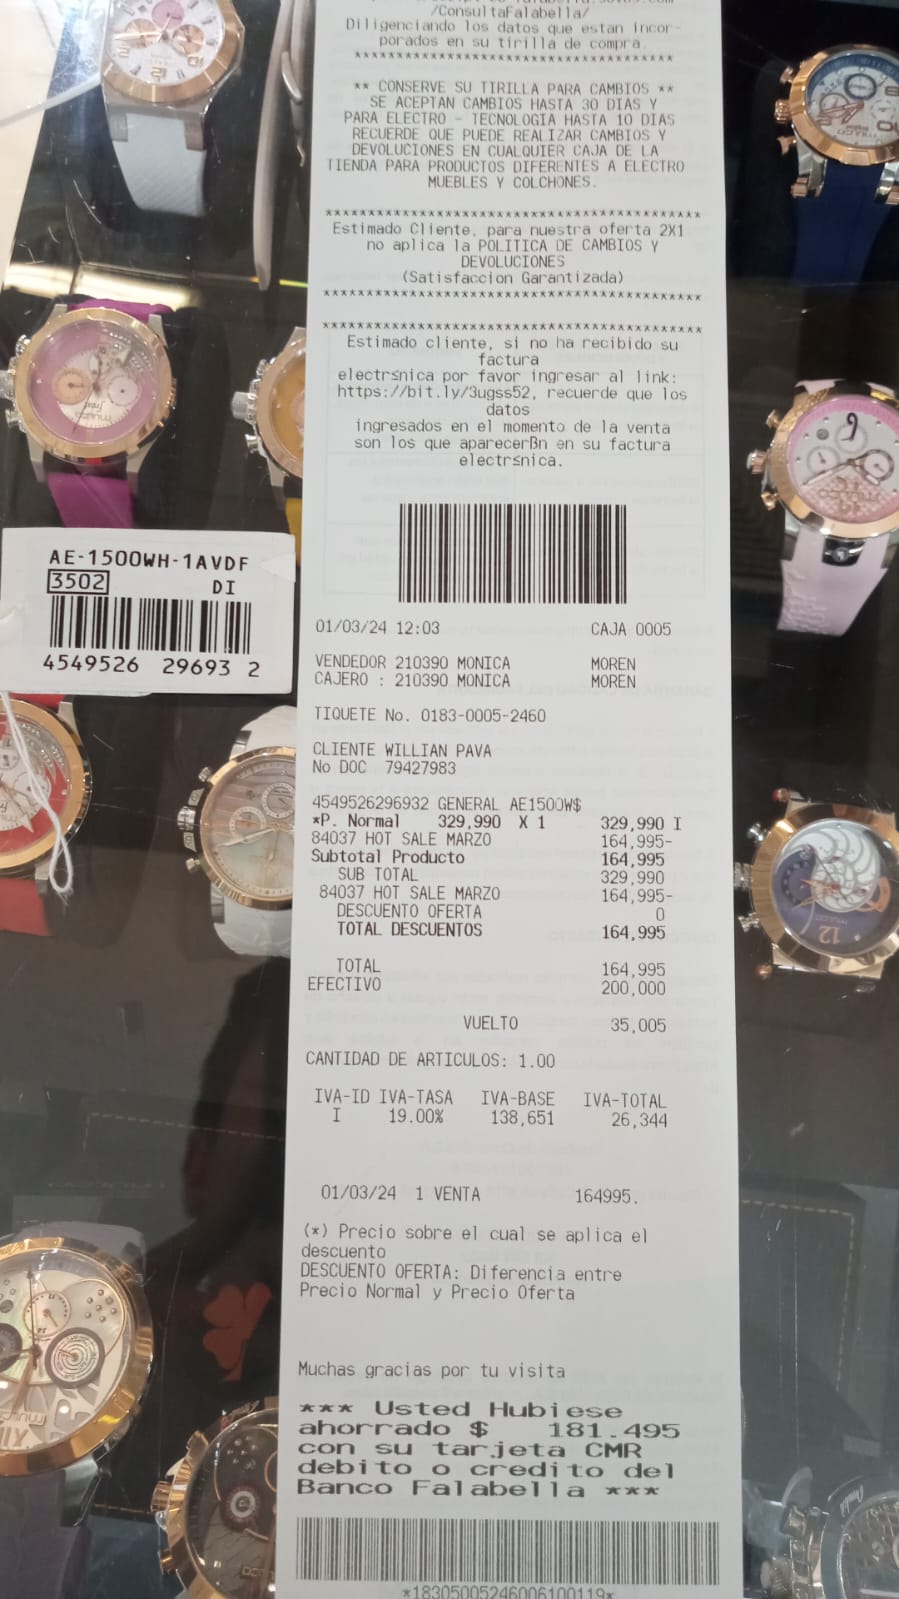 /ConsultaFalabella/
Diligenciando los datos que estan incor-
porados en su tirilla de compra.
******************************************
** CONSERVE SU TIRILLA PARA CAMBIOS **
SE ACEPTAN CAMBIOS HASTA 30 DIAS Y
PARA ELECTRO - TECNOLOGIA HASTA 10 DIAS
RECUERDE QUE PUEDE REALIZAR CAMBIOS Y
DEVOLUCIONES EN CUALQUIER CAJA DE LA
TIENDA PARA PRODUCTOS DIFERENTES A ELECTRO
MUEBLES Y COLCHONES.
******************************************
Estimado Cliente, para nuestra oferta 2X1
no aplica la POLITICA DE CAMBIOS Y
DEVOLUCIONES
(Satisfaccion Garantizada)
******************************************
******************************************
Estimado cliente, si no ha recibido su
factura
electr≤nica por favor ingresar al link:
https://bit.ly/3ugss52, recuerde que los
datos
ingresados en el momento de la venta
son los que aparecerßn en su factura
electr≤nica.
AE-1500WH-1AVDF
3502 DI
4549526 29693 2
01/03/24 12:03 CAJA 0005
VENDEDOR 210390 MONICA MOREN
CAJERO : 210390 MONICA MOREN
TIQUETE No. 0183-0005-2460
CLIENTE WILLIAN PAVA
No DOC 79427983
4549526296932 GENERAL AE1500W$
*P. Normal 329,990 X 1 329,990 I
84037 HOT SALE MARZO 164,995-
Subtotal Producto 164,995
SUB TOTAL 329,990
84037 HOT SALE MARZO 164,995-
DESCUENTO OFERTA 0
TOTAL DESCUENTOS 164,995
TOTAL 164,995
EFECTIVO 200,000
VUELTO 35,005
CANTIDAD DE ARTICULOS: 1.00
IVA-ID IVA-TASA IVA-BASE IVA-TOTAL
I 19.00% 138,651 26,344
01/03/24 1 VENTA 164995.
(*) Precio sobre el cual se aplica el
descuento
DESCUENTO OFERTA: Diferencia entre
Precio Normal y Precio Oferta
Muchas gracias por tu visita
*** Usted Hubiese
ahorrado $ 181.495
con su tarjeta CMR
debito o credito del
Banco Falabella ***
*18305005246006100119*